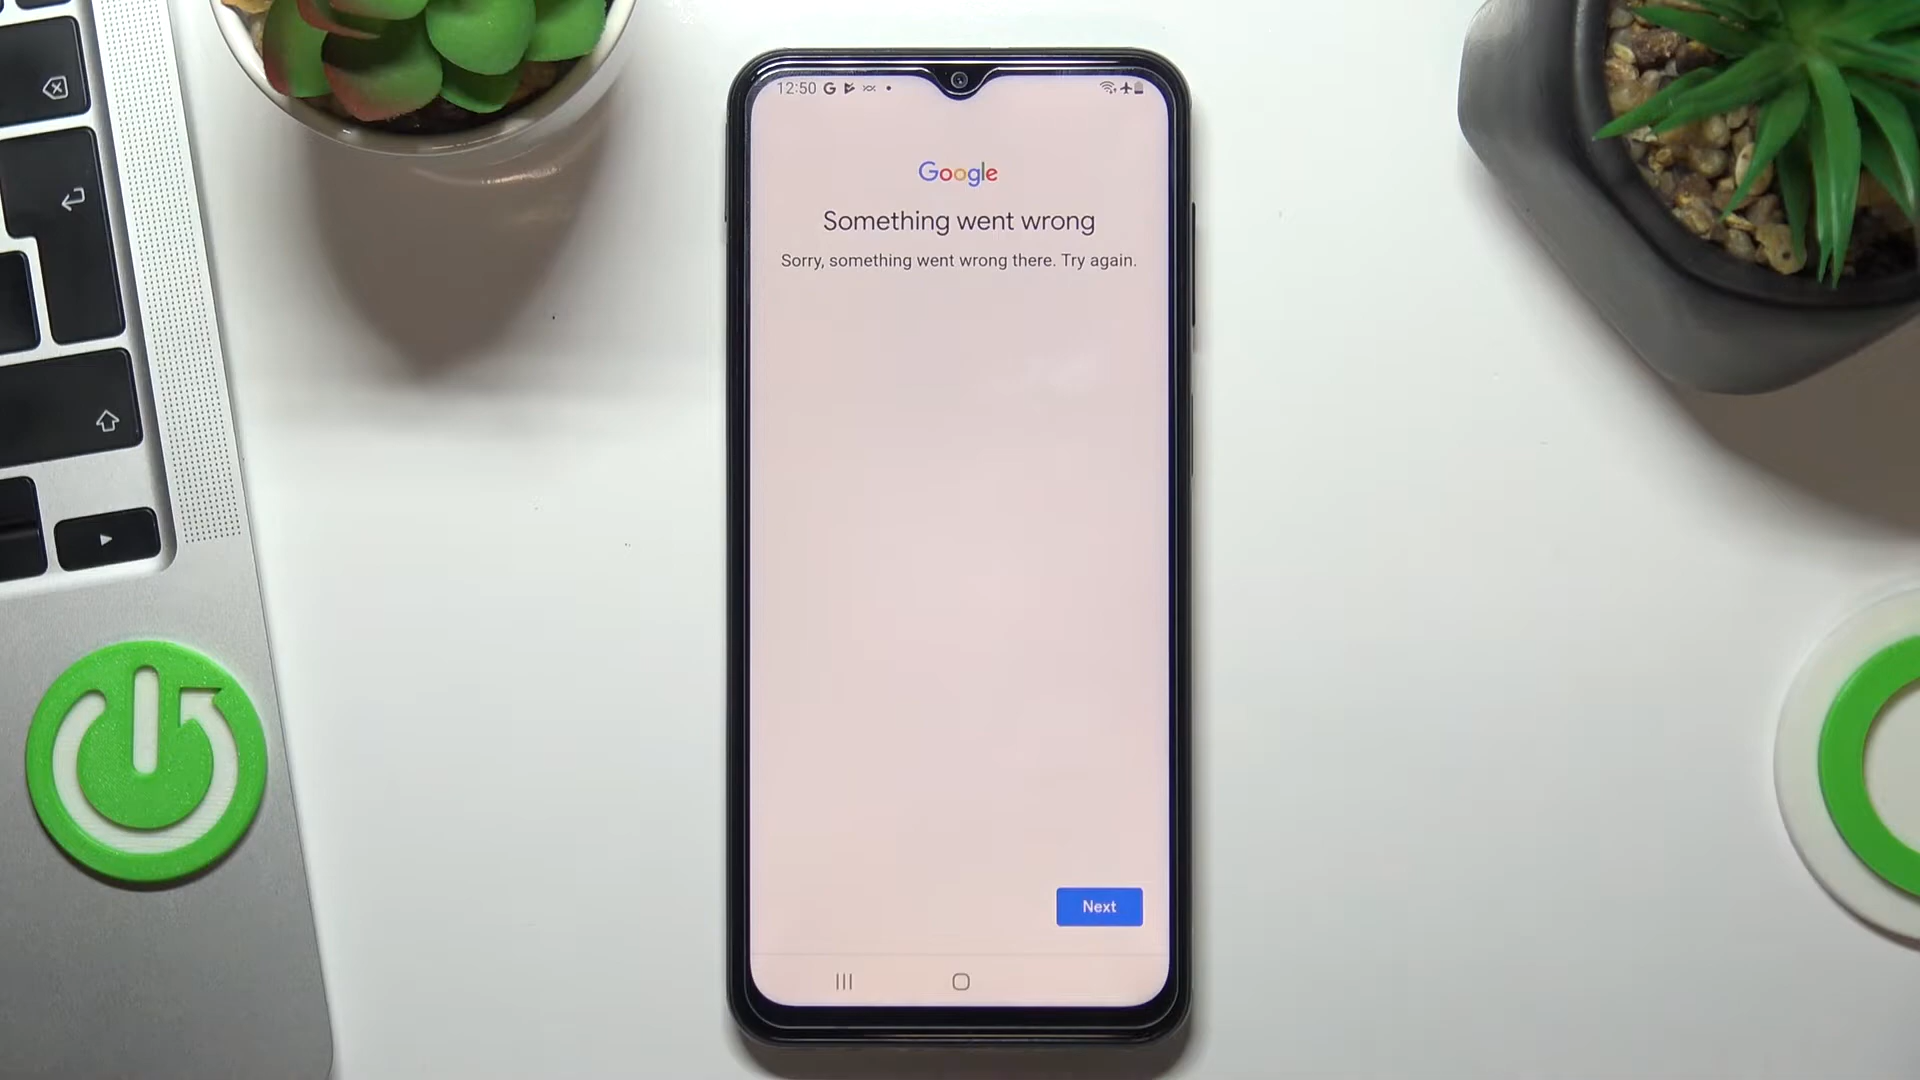 12:50
Google
Something went wrong
Sorry, something went wrong there. Try again.
Next